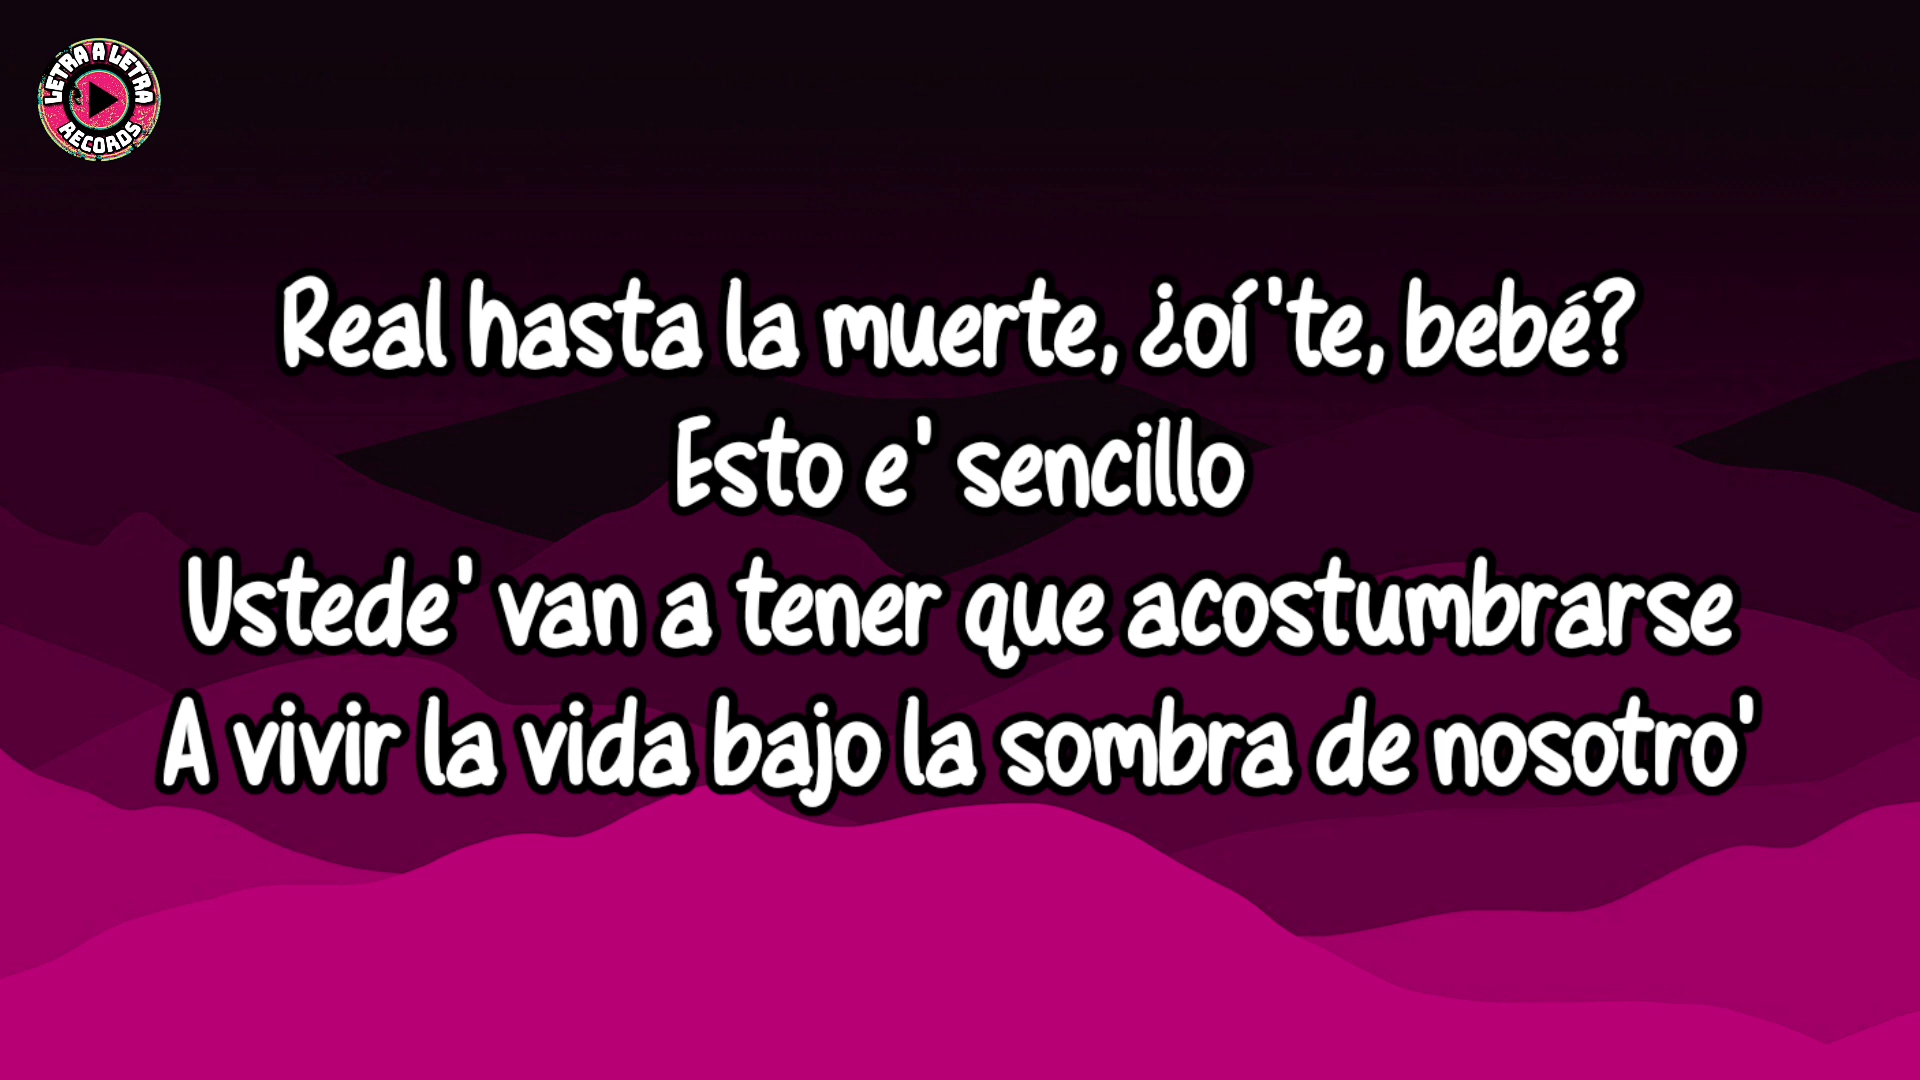 LETRA A LETRA
RECORDS
Real hasta la muerte, ¿oí'te, bebé?
Esto e' sencillo
Ustede' van a tener que acostumbrarse
A vivir la vida bajo la sombra de nosotro'